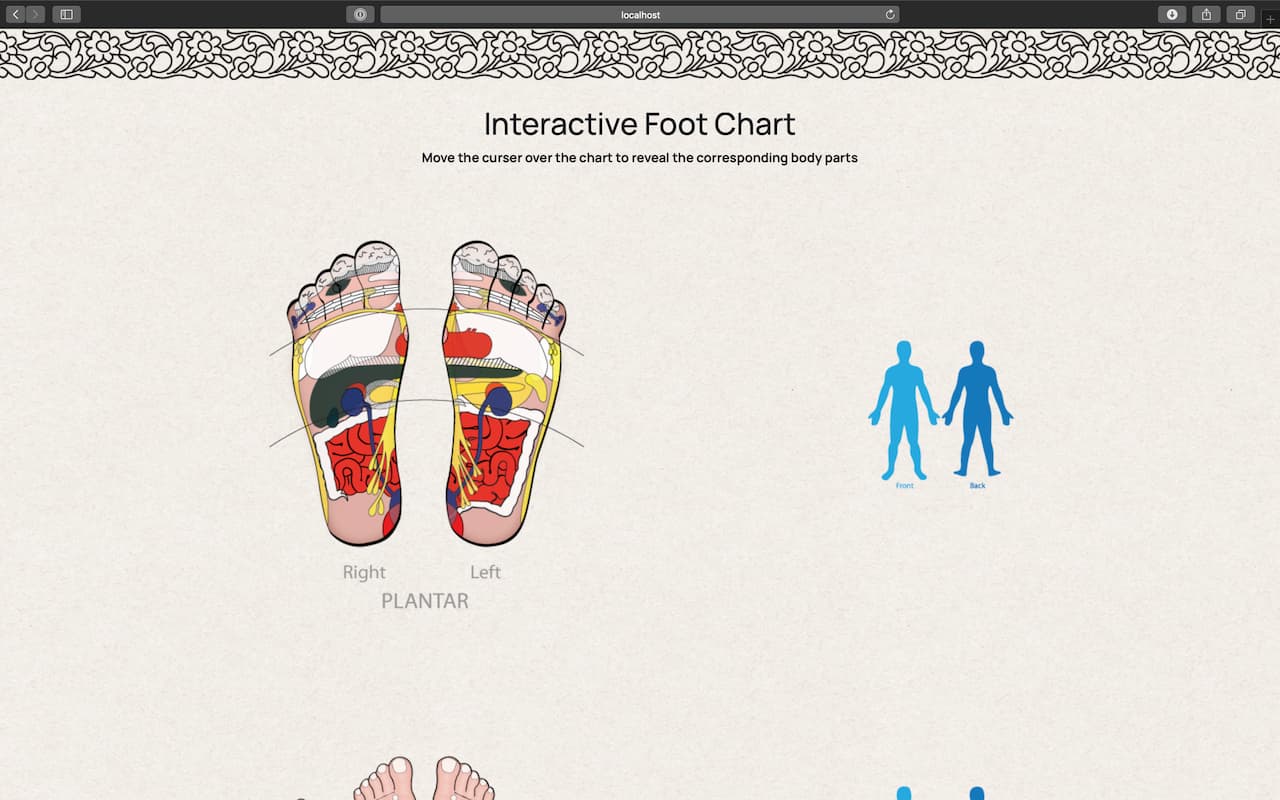 localhost
Interactive Foot Chart
Move the curser over the chart to reveal the corresponding body parts
Front Back
Right Left
PLANTAR